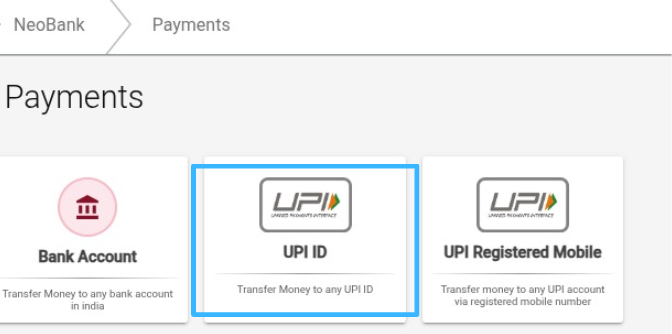 NeoBank
Payments
Payments
UPI
UNIFIED PAYMENTS INTERFACE
UPI
UNIFIED PAYMENTS INTERFACE
Bank Account
UPI ID
UPI Registered Mobile
Transfer Money to any bank account
in india
Transfer Money to any UPI ID
Transfer money to any UPI account
via registered mobile number